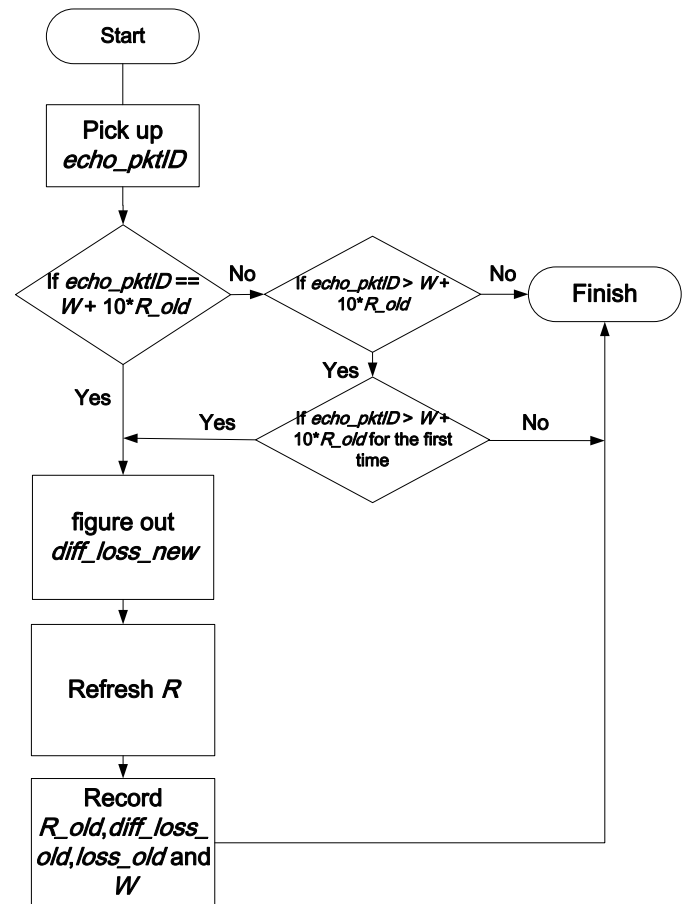 Start
Pick up
echo_pktID
If echo_pktID ==
W + 10*R_old
No
If echo_pktID > W +
10*R_old
No
Finish
Yes
Yes
Yes
If echo_pktID > W +
10*R_old for the first
time
No
figure out
diff_loss_new
Refresh R
Record
R_old,diff_loss_
old,loss_old and
W